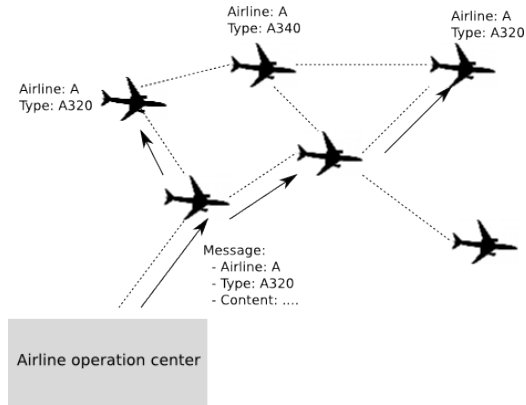 Airline: A
Type: A340
Airline: A
Type: A320
Airline: A
Type: A320
Message:
- Airline: A
- Type: A320
- Content: ....
Airline operation center